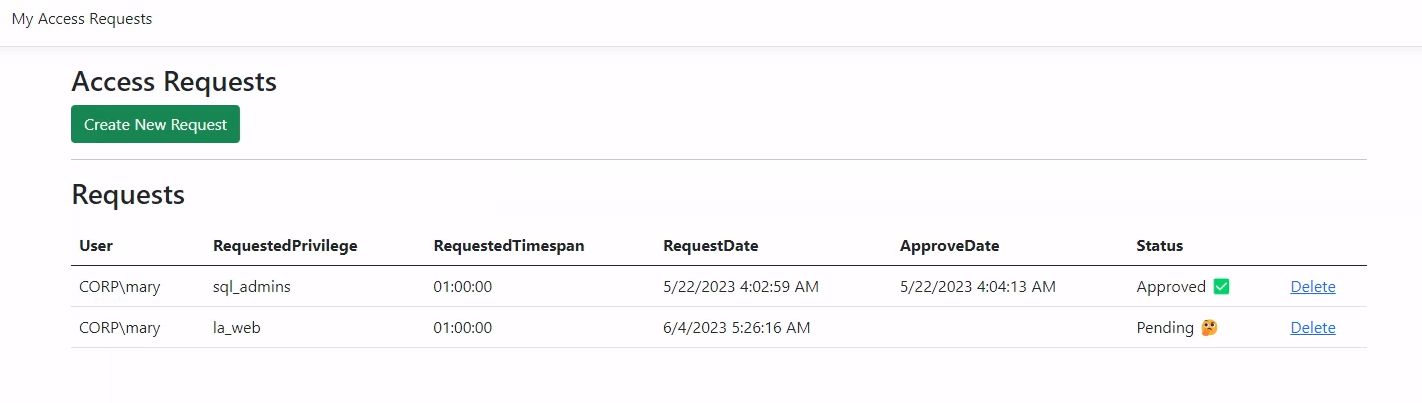 My Access Requests
Access Requests
Create New Request
Requests
User RequestedPrivilege RequestedTimespan RequestDate ApproveDate Status
CORP\mary sql_admins 01:00:00 5/22/2023 4:02:59 AM 5/22/2023 4:04:13 AM Approved ✅ Delete
CORP\mary la_web 01:00:00 6/4/2023 5:26:16 AM Pending 🤔 Delete